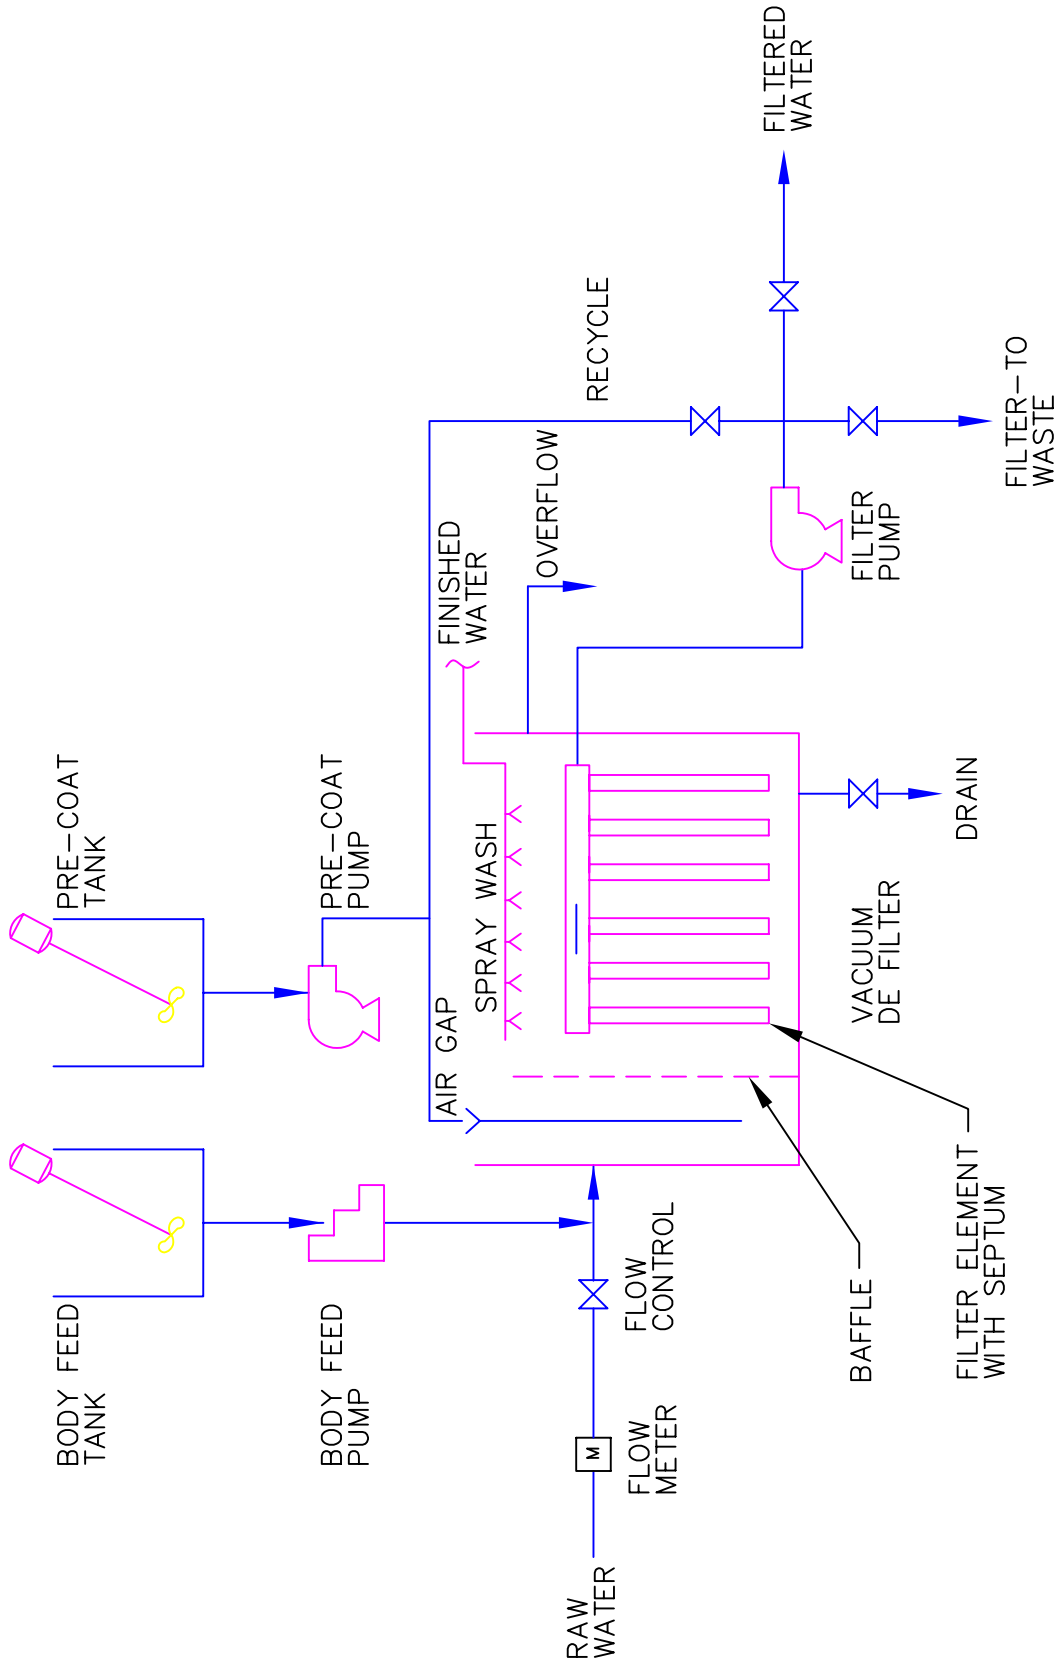 BODY FEED
TANK
PRE-COAT
TANK
BODY FEED
PUMP
PRE-COAT
PUMP
AIR GAP
FINISHED
WATER
SPRAY WASH
OVERFLOW
RECYCLE
RAW
WATER
M
FLOW
METER
FLOW
CONTROL
FILTERED
WATER
BAFFLE
VACUUM
DE FILTER
FILTER
PUMP
FILTER ELEMENT
WITH SEPTUM
DRAIN
FILTER-TO
WASTE